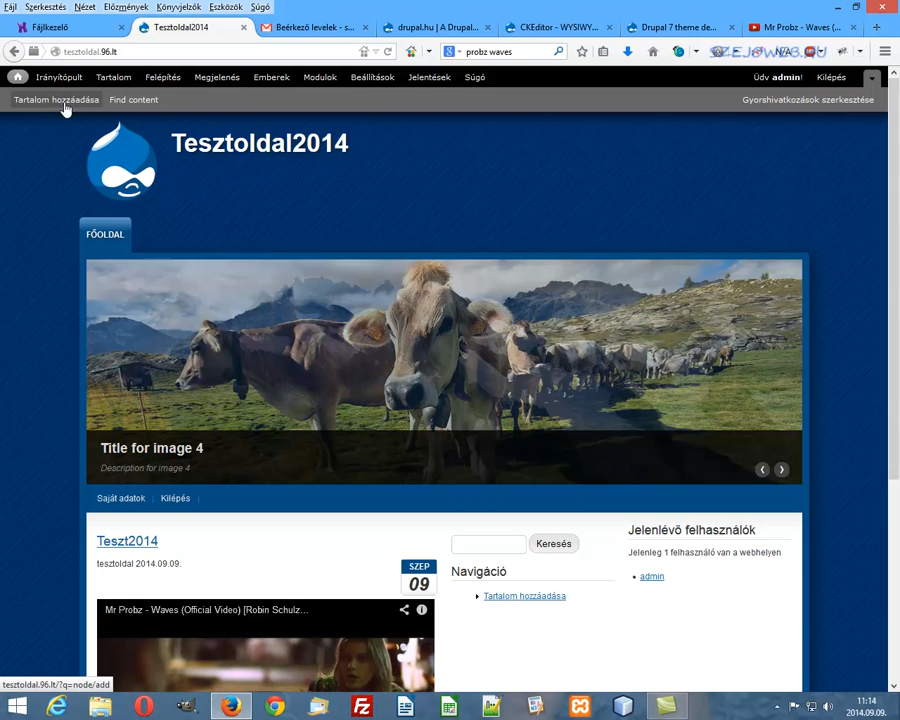 Fájl Szerkesztés Nézet Előzmények Könyvjelzők Eszközök Súgó
Fájlkezelő
Tesztoldal2014
Beérkező levelek - s...
drupal.hu | A Drupal...
CKEditor - WYSIWY...
Drupal 7 theme de...
Mr Probz - Waves (...
tesztoldal.96.lt
probz waves
N/A
Irányítópult Tartalom Felépítés Megjelenés Emberek Modulok Beállítások Jelentések Súgó
Üdv admin! Kilépés
Tartalom hozzáadása Find content
Gyorshivatkozások szerkesztése
Tesztoldal2014
FŐOLDAL
Title for image 4
Description for image 4
Saját adatok Kilépés
Teszt2014
tesztoldal 2014.09.09.
SZEP
09
Mr Probz - Waves (Official Video) [Robin Schulz...
Keresés
Navigáció
Tartalom hozzáadása
Jelenlévő felhasználók
Jelenleg 1 felhasználó van a webhelyen
admin
tesztoldal.96.lt/?q=node/add
11:14
2014.09.09.